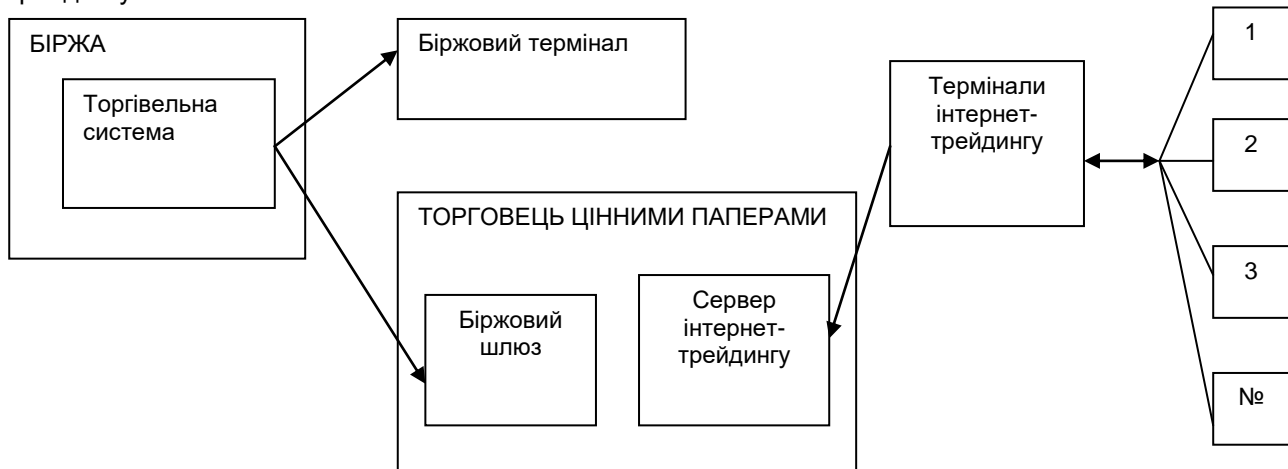 БІРЖА
Торгівельна
система
Біржовий термінал
ТОРГОВЕЦЬ ЦІННИМИ ПАПЕРАМИ
Біржовий
шлюз
Сервер
інтернет-
трейдингу
Термінали
інтернет-
трейдингу
1
2
3
№